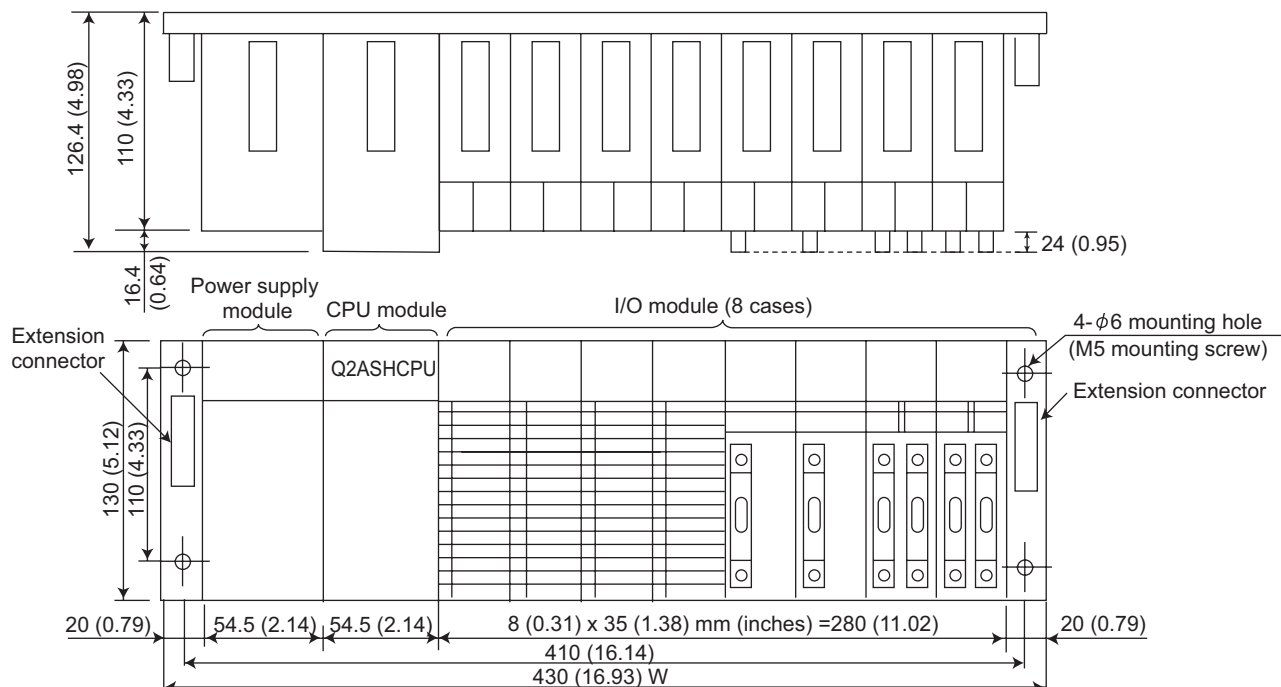 126.4 (4.98)
110 (4.33)
16.4
(0.64)
24 (0.95)
Power supply
module
CPU module
I/O module (8 cases)
4-ϕ6 mounting hole
(M5 mounting screw)
Extension
connector
Extension connector
Q2ASHCPU
130 (5.12)
110 (4.33)
20 (0.79)
54.5 (2.14)
54.5 (2.14)
8 (0.31) x 35 (1.38) mm (inches) =280 (11.02)
20 (0.79)
410 (16.14)
430 (16.93) W